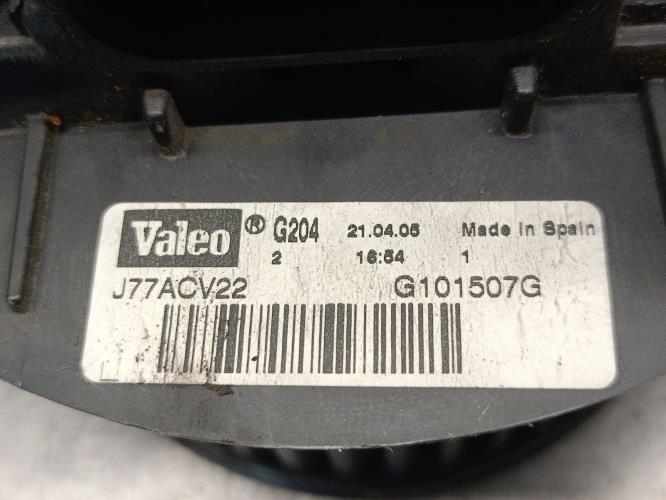 Valeo ® G204 21.04.05 Made in Spain
2 16:54 1
J77ACV22 G101507G